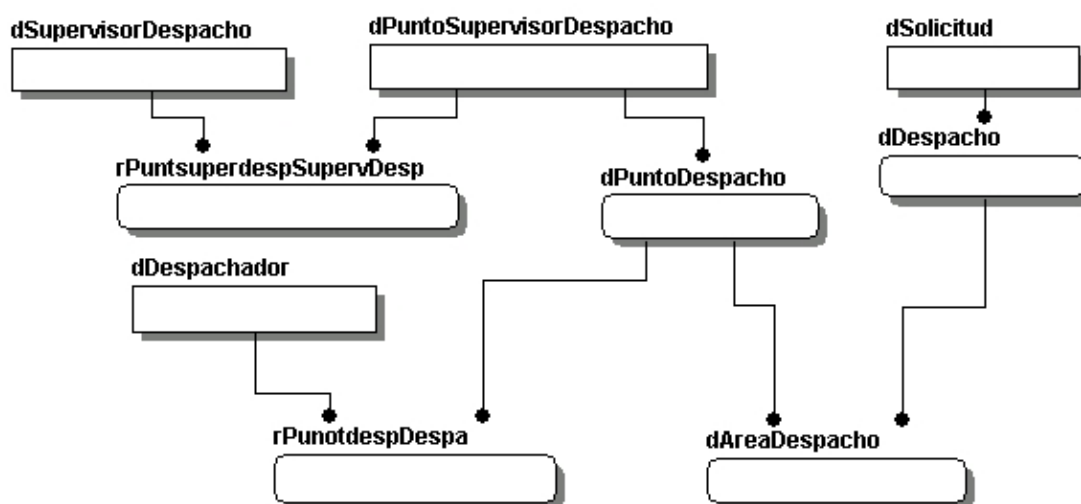 dSupervisorDespacho
dPuntoSupervisorDespacho
dSolicitud
rPuntsuperdespSupervDesp
dPuntoDespacho
dDespacho
dDespachador
rPunotdespDespa
dAreaDespacho